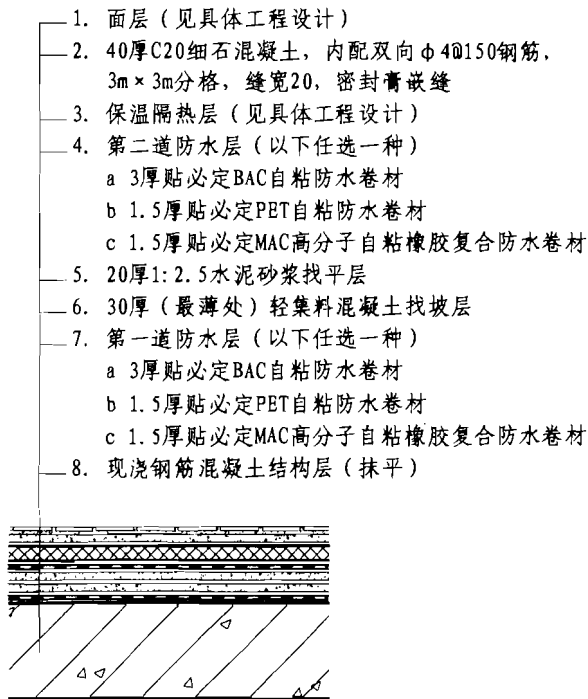 1. 面层(见具体工程设计)
2. 40厚C20细石混凝土, 内配双向φ4@150钢筋,
3m×3m分格, 缝宽20, 密封膏嵌缝
3. 保温隔热层(见具体工程设计)
4. 第二道防水层(以下任选一种)
a 3厚贴必定BAC自粘防水卷材
b 1.5厚贴必定PET自粘防水卷材
c 1.5厚贴必定MAC高分子自粘橡胶复合防水卷材
5. 20厚1:2.5水泥砂浆找平层
6. 30厚(最薄处)轻集料混凝土找坡层
7. 第一道防水层(以下任选一种)
a 3厚贴必定BAC自粘防水卷材
b 1.5厚贴必定PET自粘防水卷材
c 1.5厚贴必定MAC高分子自粘橡胶复合防水卷材
8. 现浇钢筋混凝土结构层(抹平)